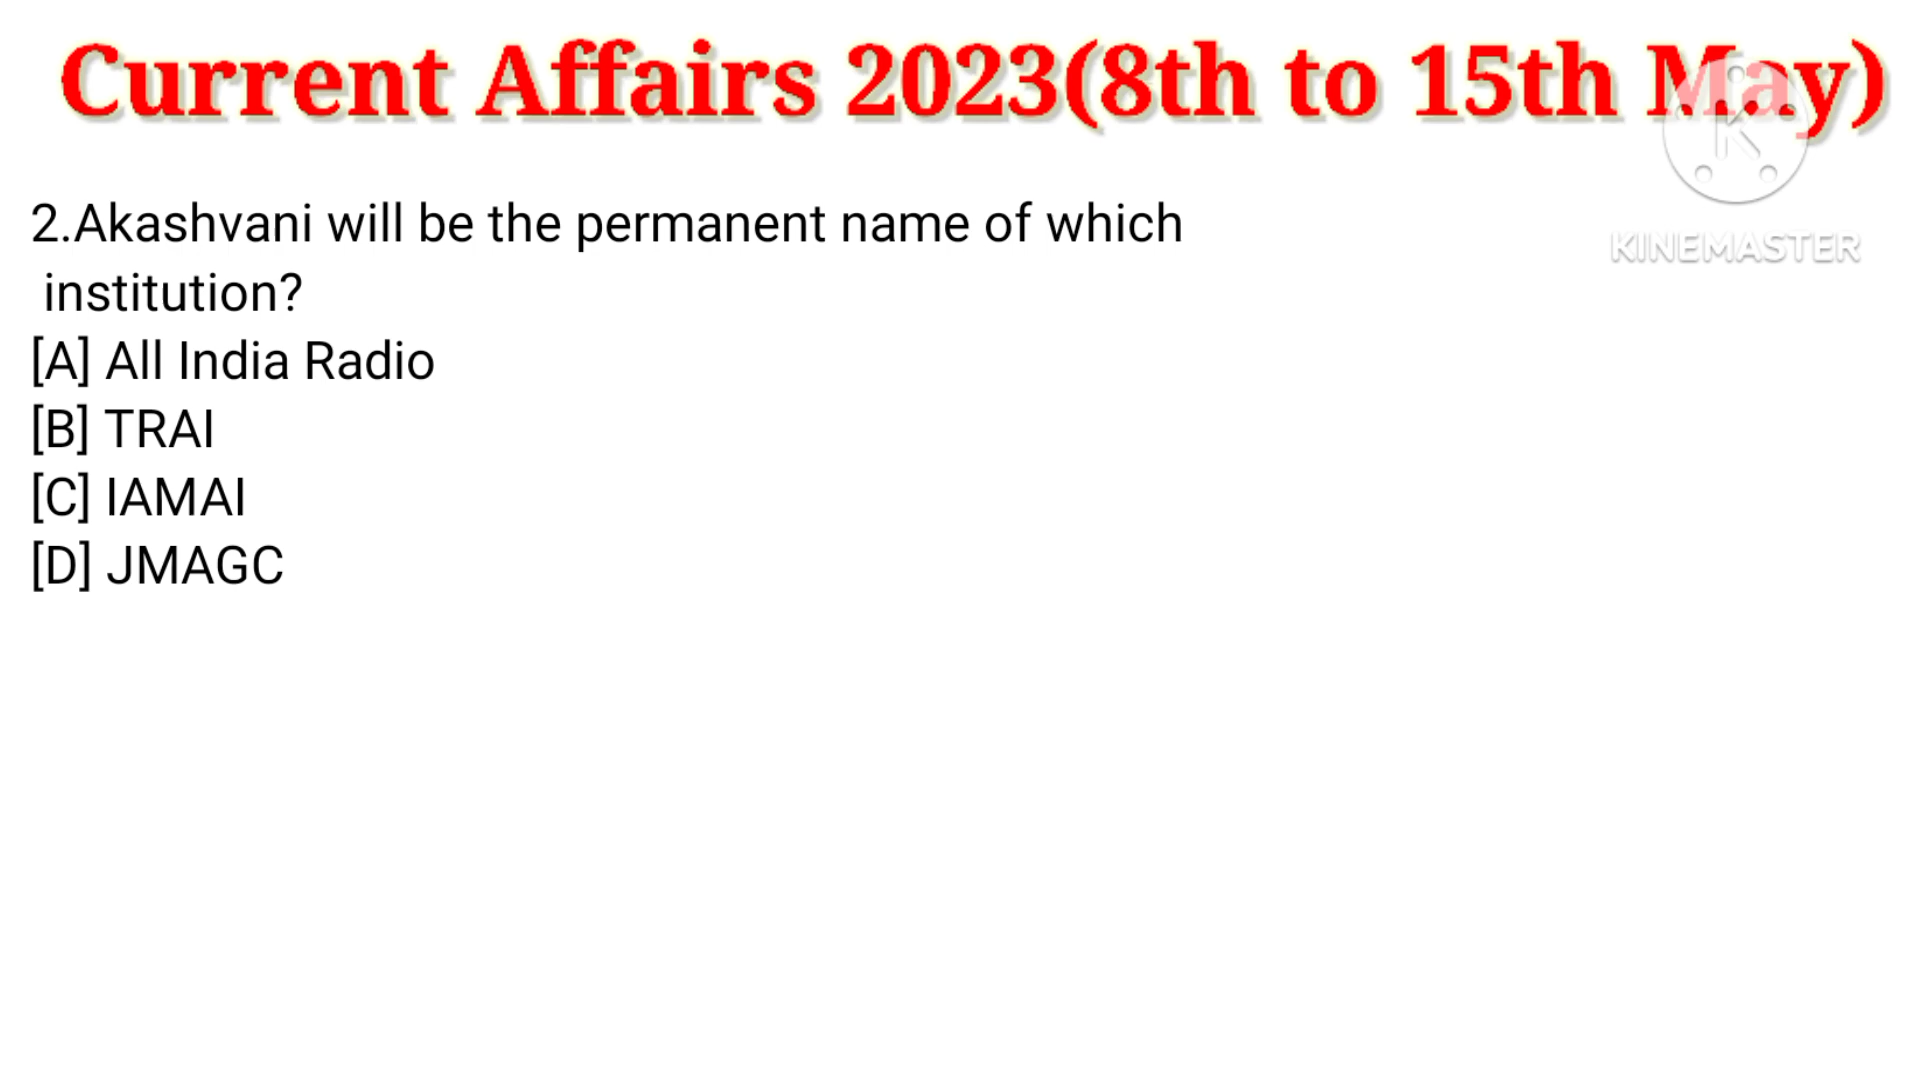 Current Affairs 2023(8th to 15th May)
KINEMASTER
2.Akashvani will be the permanent name of which
institution?
[A] All India Radio
[B] TRAI
[C] IAMAI
[D] JMAGC